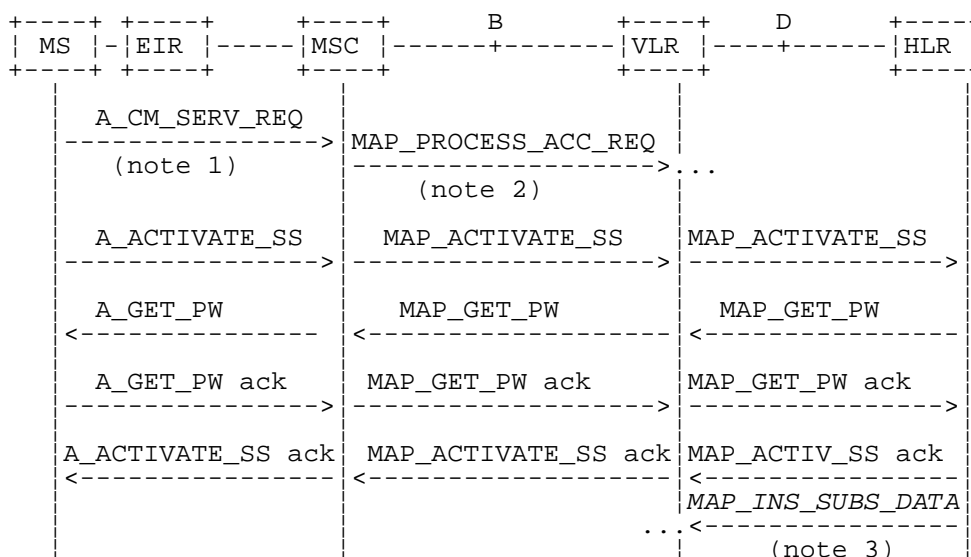 B D
MS EIR MSC VLR HLR
A_CM_SERV_REQ
MAP_PROCESS_ACC_REQ
(note 1)
...
(note 2)
A_ACTIVATE_SS MAP_ACTIVATE_SS MAP_ACTIVATE_SS
A_GET_PW MAP_GET_PW MAP_GET_PW
A_GET_PW ack MAP_GET_PW ack MAP_GET_PW ack
A_ACTIVATE_SS ack MAP_ACTIVATE_SS ack MAP_ACTIV_SS ack
MAP_INS_SUBS_DATA
...
(note 3)